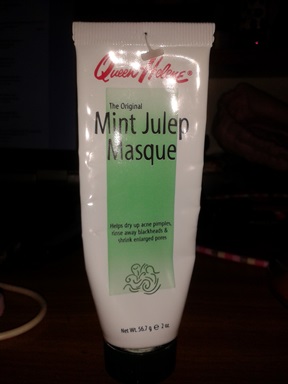 Queen Helene®
The Original
Mint Julep
Masque
Helps dry up acne pimples,
rinse away blackheads &
shrink enlarged pores
Net Wt. 56.7 g ℮ 2 oz.